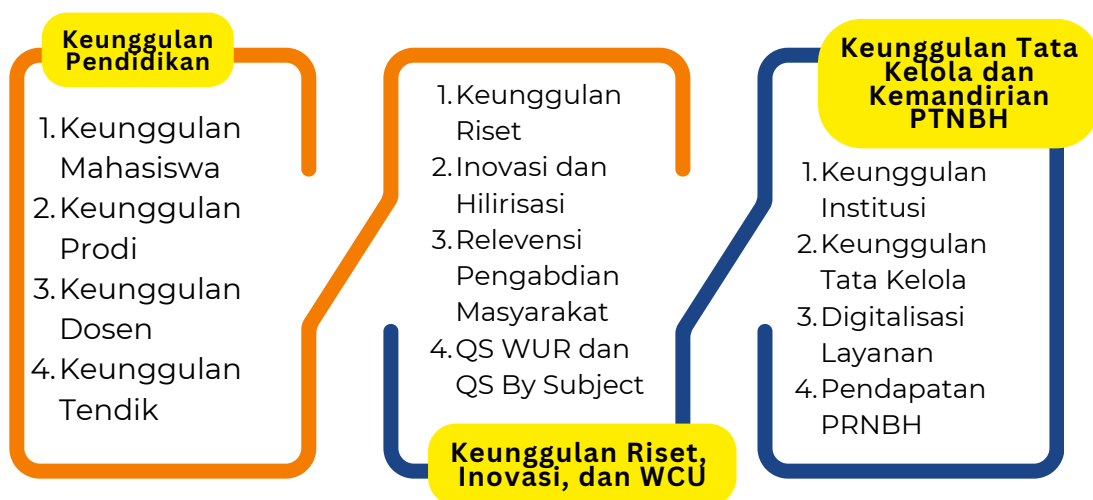 Keunggulan
Pendidikan
1.Keunggulan
Mahasiswa
2.Keunggulan
Prodi
3.Keunggulan
Dosen
4.Keunggulan
Tendik
1.Keunggulan
Riset
2.Inovasi dan
Hilirisasi
3.Relevensi
Pengabdian
Masyarakat
4.QS WUR dan
QS By Subject
Keunggulan Riset,
Inovasi, dan WCU
Keunggulan Tata
Kelola dan
Kemandirian
PTNBH
1.Keunggulan
Institusi
2.Keunggulan
Tata Kelola
3.Digitalisasi
Layanan
4.Pendapatan
PRNBH